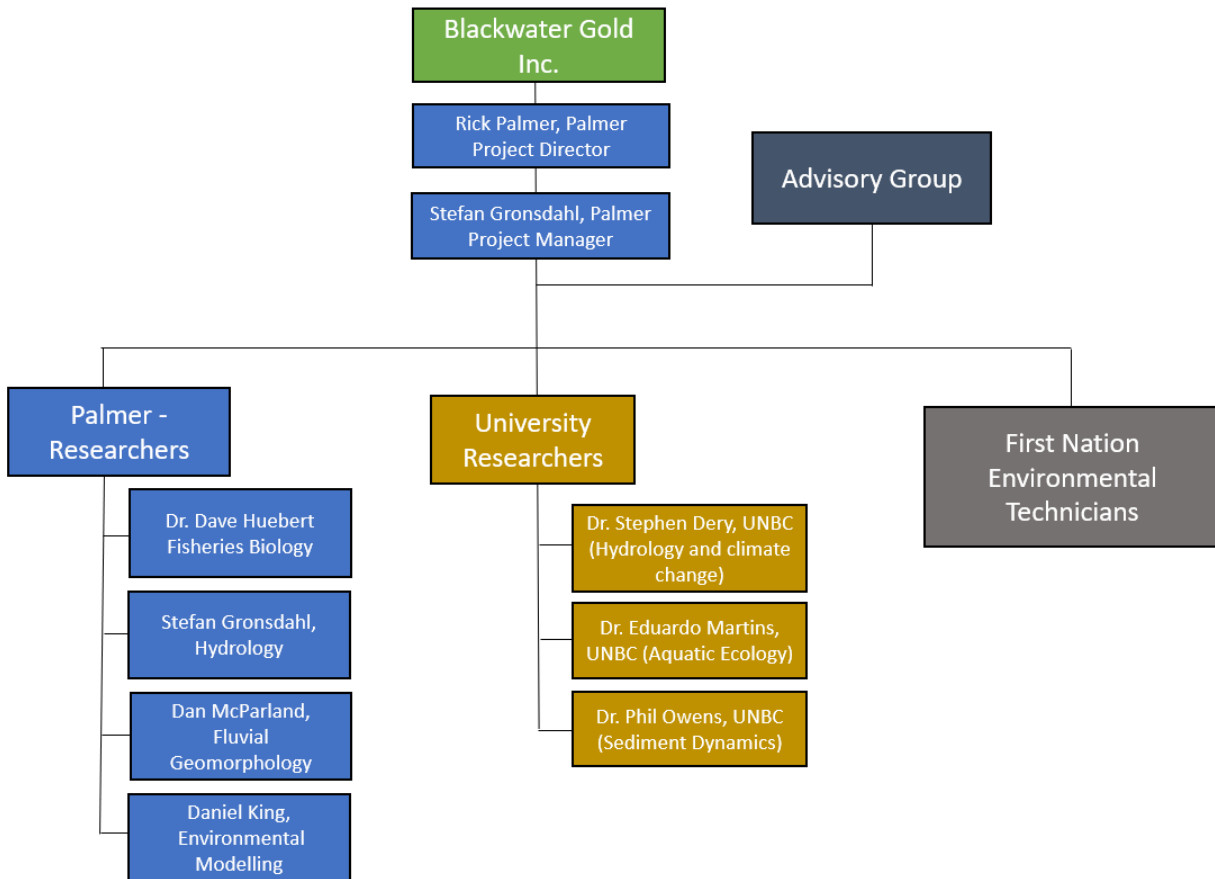 Blackwater Gold
Inc.
Rick Palmer, Palmer
Project Director
Advisory Group
Stefan Gronsdahl, Palmer
Project Manager
Palmer -
Researchers
University
Researchers
First Nation
Environmental
Technicians
Dr. Dave Huebert
Fisheries Biology
Stefan Gronsdahl,
Hydrology
Dan McParland,
Fluvial
Geomorphology
Daniel King,
Environmental
Modelling
Dr. Stephen Dery, UNBC
(Hydrology and climate
change)
Dr. Eduardo Martins,
UNBC (Aquatic Ecology)
Dr. Phil Owens, UNBC
(Sediment Dynamics)